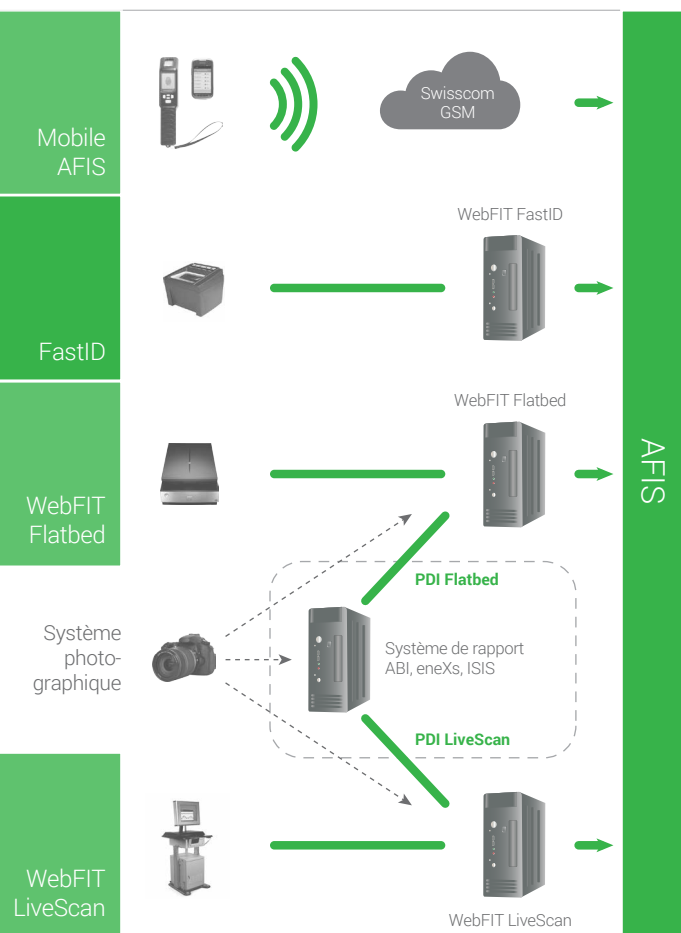 Mobile
AFIS
Swisscom
GSM
FastID
WebFIT FastID
WebFIT
Flatbed
WebFIT Flatbed
AFIS
PDI Flatbed
Système
photo-
graphique
Système de rapport
ABI, eneXs, ISIS
PDI LiveScan
WebFIT
LiveScan
WebFIT LiveScan